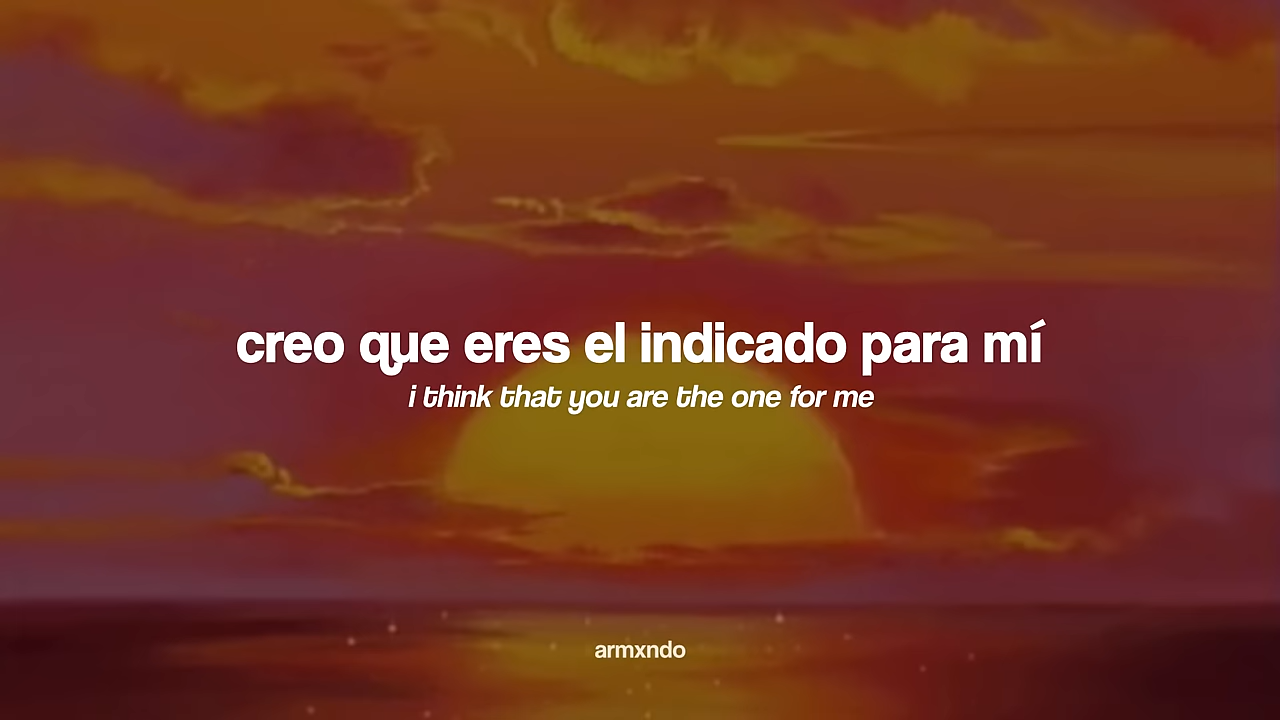 creo que eres el indicado para mí
i think that you are the one for me
armxndo